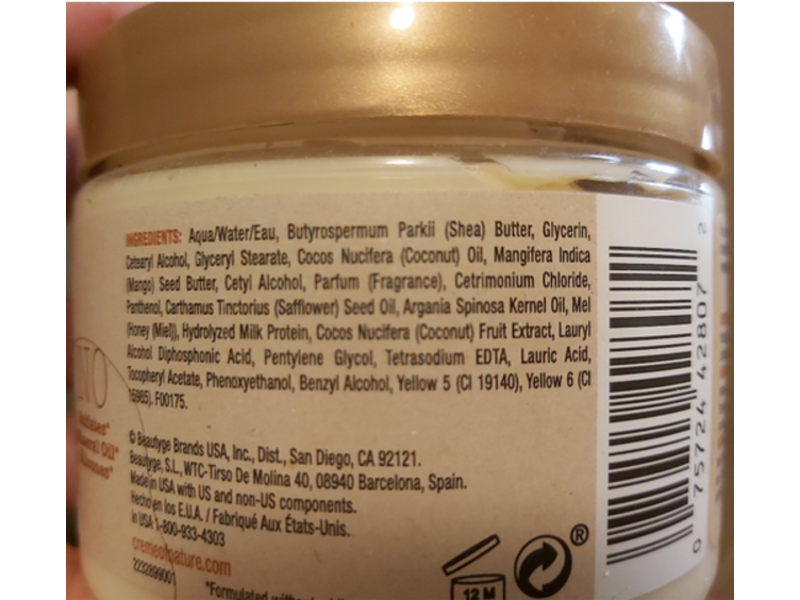 INGREDIENTS: Aqua/Water/Eau, Butyrospermum Parkii (Shea) Butter, Glycerin,
Cetearyl Alcohol, Glyceryl Stearate, Cocos Nucifera (Coconut) Oil, Mangifera Indica
(Mango) Seed Butter, Cetyl Alcohol, Parfum (Fragrance), Cetrimonium Chloride,
Panthenol, Carthamus Tinctorius (Safflower) Seed Oil, Argania Spinosa Kernel Oil, Mel
(Honey (Miel)), Hydrolyzed Milk Protein, Cocos Nucifera (Coconut) Fruit Extract, Lauryl
Alcohol Diphosphonic Acid, Pentylene Glycol, Tetrasodium EDTA, Lauric Acid,
Tocopheryl Acetate, Phenoxyethanol, Benzyl Alcohol, Yellow 5 (CI 19140), Yellow 6 (CI
15985). F00175.
© Beautyge Brands USA, Inc., Dist., San Diego, CA 92121.
Beautyge, S.L., WTC-Tirso De Molina 40, 08940 Barcelona, Spain.
Made in USA with US and non-US components.
Hecho en los E.U.A. / Fabriqué Aux États-Unis.
in USA 1-800-933-4303
cremeofnature.com
2232899001
*Formulated without
12 M
®
0 75724 42807 2